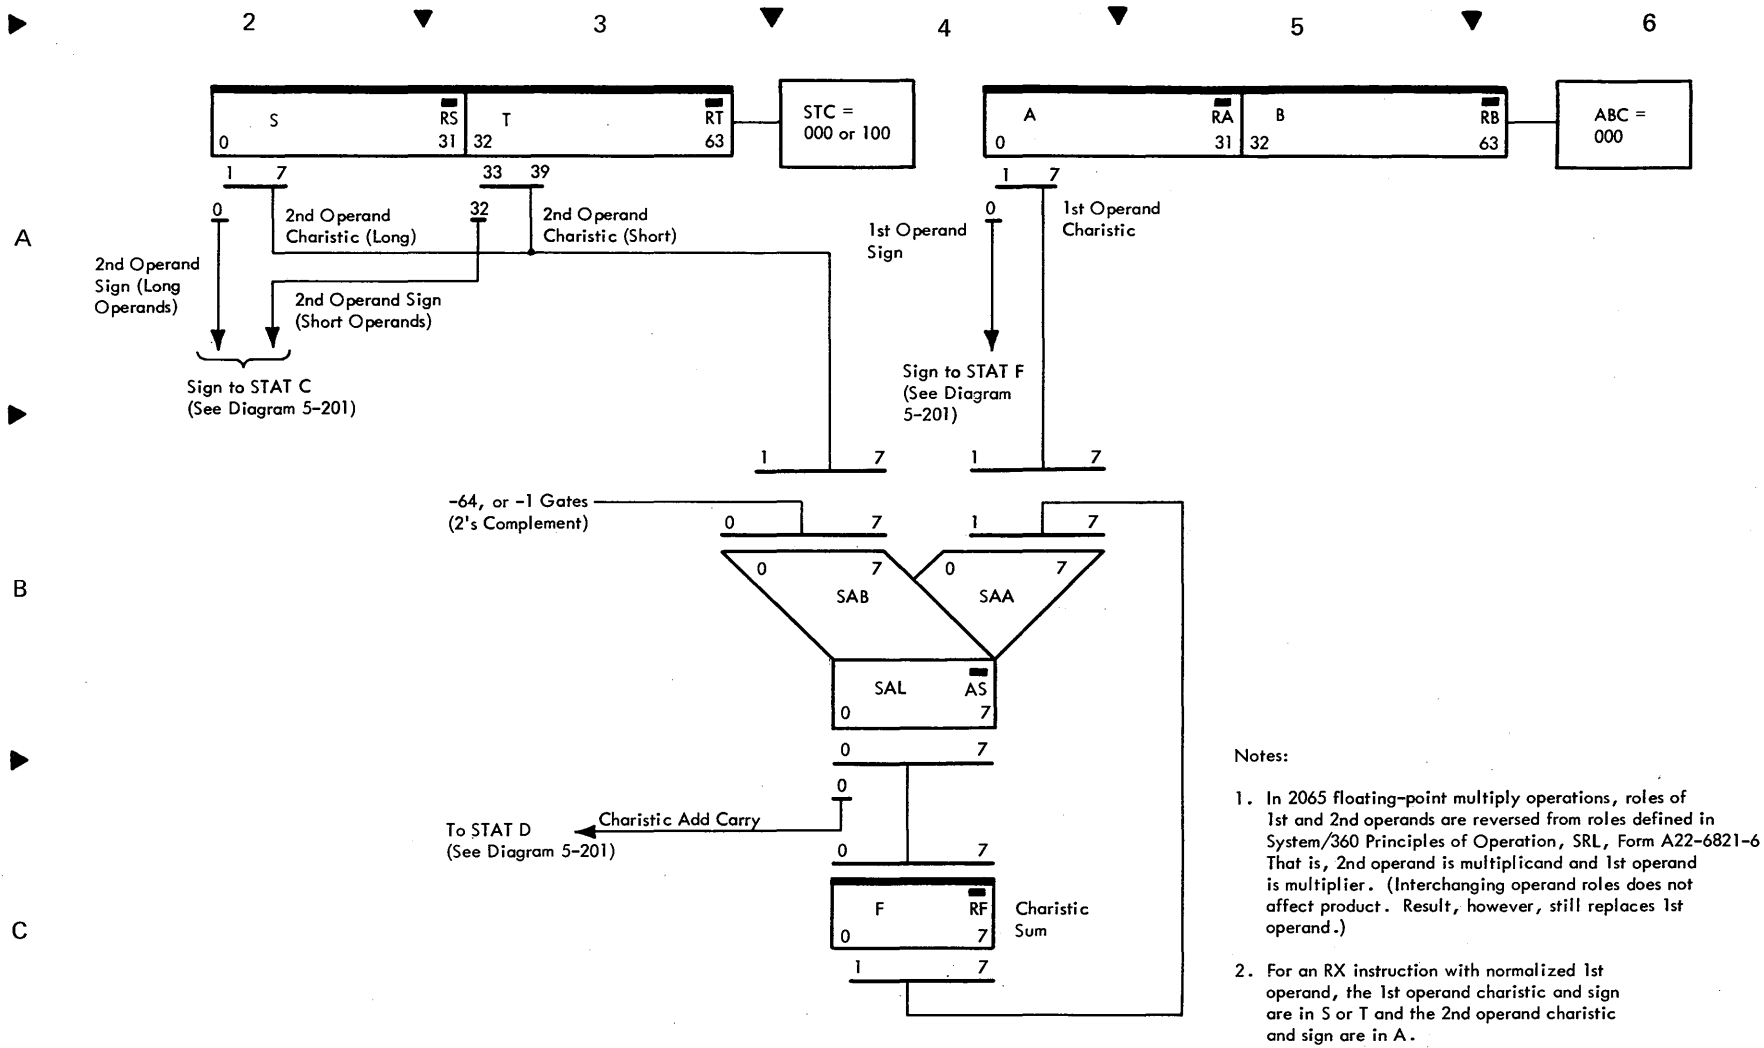 2 3 4 5 6
S RS T RT
0 31 32 63
STC =
000 or 100
A RA B RB
0 31 32 63
ABC =
000
1 7 33 39
0 32
2nd Operand
Charistic (Long)
2nd Operand
Charistic (Short)
1 7
0
1st Operand
Sign
1st Operand
Charistic
A
2nd Operand
Sign (Long
Operands)
2nd Operand Sign
(Short Operands)
Sign to STAT C
(See Diagram 5-201)
Sign to STAT F
(See Diagram
5-201)
1 7 1 7
-64, or -1 Gates
(2's Complement)
0 7 1 7
B
0 7 0 7
SAB SAA
SAL AS
0 7
0 7
0
Charistic Add Carry
To STAT D
(See Diagram 5-201)
0 7
C
F RF
0 7
Charistic
Sum
1 7
Notes:
1. In 2065 floating-point multiply operations, roles of
1st and 2nd operands are reversed from roles defined in
System/360 Principles of Operation, SRL, Form A22-6821-6
That is, 2nd operand is multiplicand and 1st operand
is multiplier. (Interchanging operand roles does not
affect product. Result, however, still replaces 1st
operand.)
2. For an RX instruction with normalized 1st
operand, the 1st operand charistic and sign
are in S or T and the 2nd operand charistic
and sign are in A.